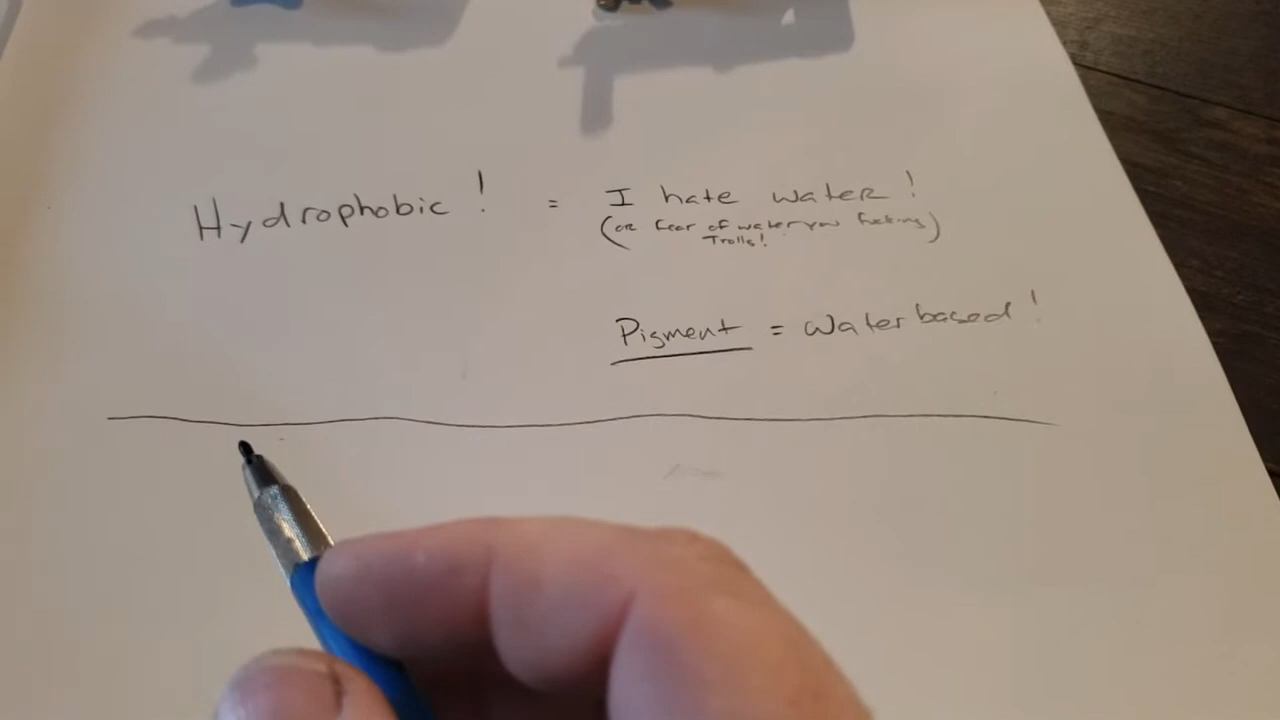 Hydrophobic! = I hate water!
(or fear of water you fucking
Trolls!)
Pigment = Water based!